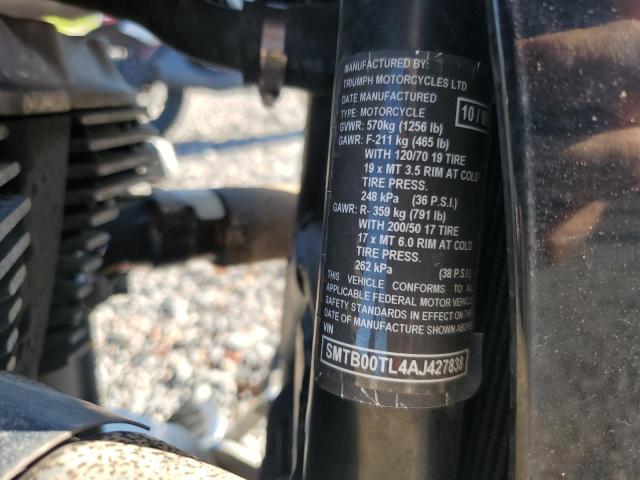 MANUFACTURED BY:
TRIUMPH MOTORCYCLES LTD
DATE MANUFACTURED 10 / 09
TYPE: MOTORCYCLE
GVWR: 570kg (1256 lb)
GAWR: F-211 kg (465 lb)
WITH 120/70 19 TIRE
19 x MT 3.5 RIM AT COLD
TIRE PRESS.
248 kPa (36 P.S.I.)
GAWR: R- 359 kg (791 lb)
WITH 200/50 17 TIRE
17 x MT 6.0 RIM AT COLD
TIRE PRESS.
262 kPa (38 P.S.I.)
THIS VEHICLE CONFORMS TO ALL
APPLICABLE FEDERAL MOTOR VEHICLE
SAFETY STANDARDS IN EFFECT ON THE
DATE OF MANUFACTURE SHOWN ABOVE
VIN
SMTB00TL4AJ427838